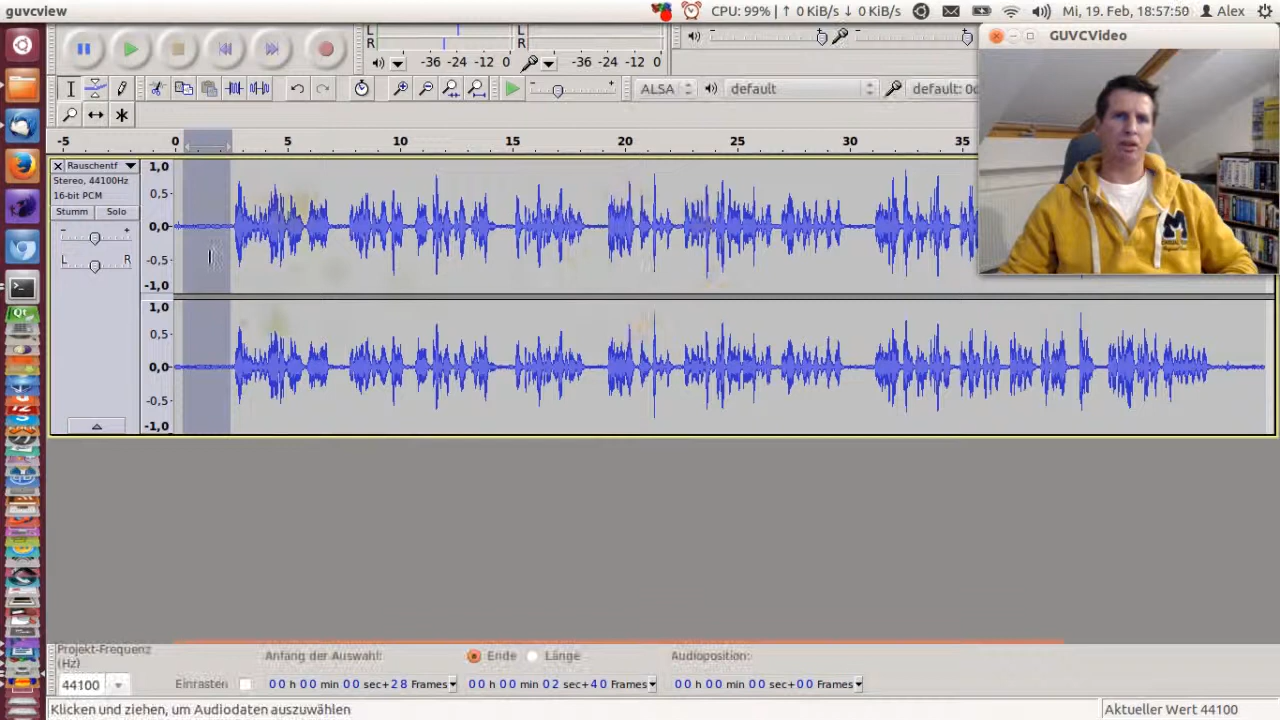 guvcview
CPU: 99% | ↑ 0 KiB/s ↓ 0 KiB/s
Mi, 19. Feb, 18:57:50
Alex
GUVCVideo
L
R
-36 -24 -12 0
L
R
-36 -24 -12 0
ALSA
default
-5 0 5 10 15 20 25 30 35
X Rauschentf
Stereo, 44100Hz
16-bit PCM
Stumm Solo
- +
L R
1,0
0,5
0,0
-0,5
-1,0
1,0
0,5
0,0
-0,5
-1,0
M
Qt
Projekt-Frequenz
(Hz)
Anfang der Auswahl:
Ende
Länge
Audioposition:
44100
Einrasten
00 h 00 min 00 sec+28 Frames
00 h 00 min 02 sec+40 Frames
00 h 00 min 00 sec+00 Frames
Klicken und ziehen, um Audiodaten auszuwählen
Aktueller Wert 44100